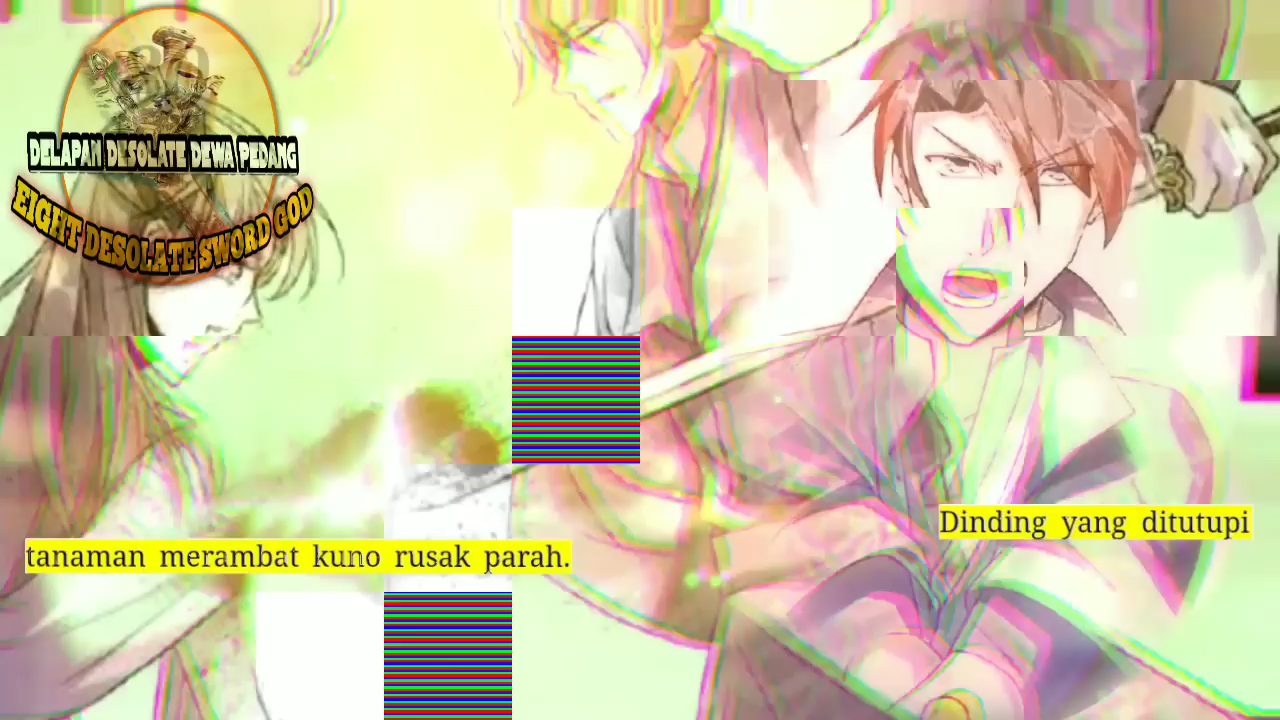 DELAPAN DESOLATE DEWA PEDANG
EIGHT DESOLATE SWORD GOD
Dinding yang ditutupi
tanaman merambat kuno rusak parah.